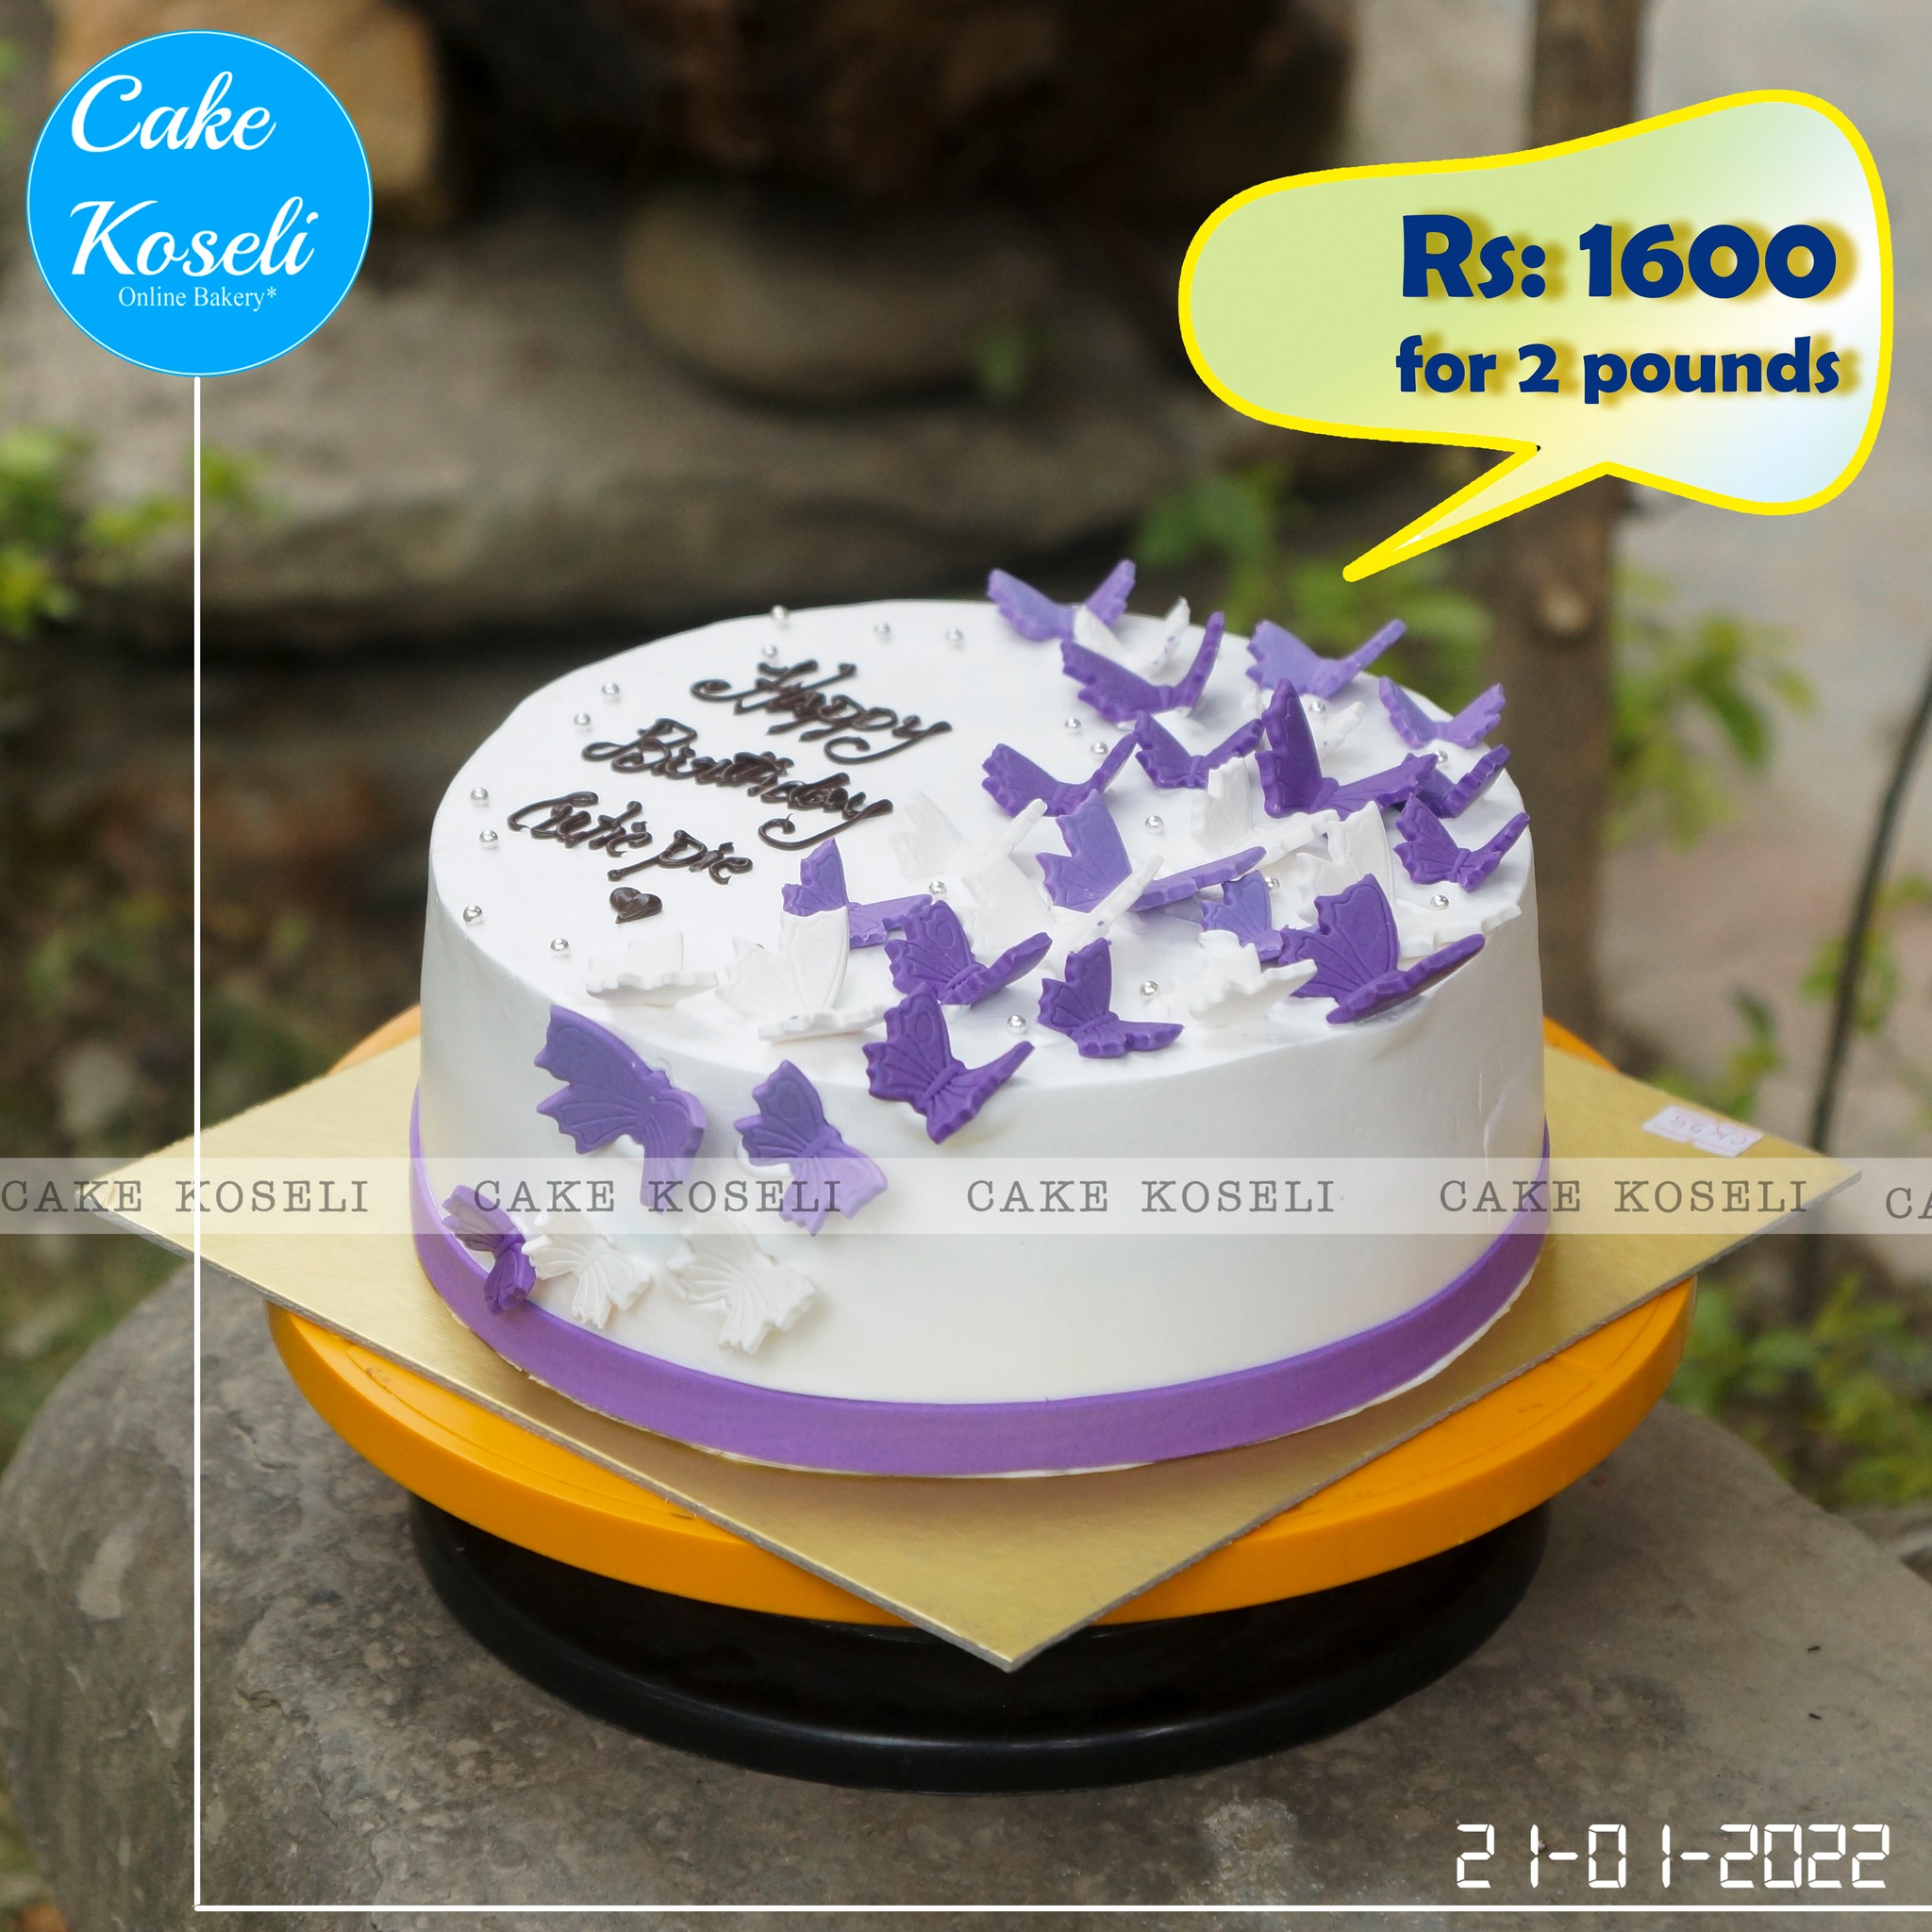 Cake
Koseli
Online Bakery*
Rs: 1600
for 2 pounds
Happy
Birthday
Cutie pie
CAKE KOSELI CAKE KOSELI CAKE KOSELI CAKE KOSELI CA
21-01-2022